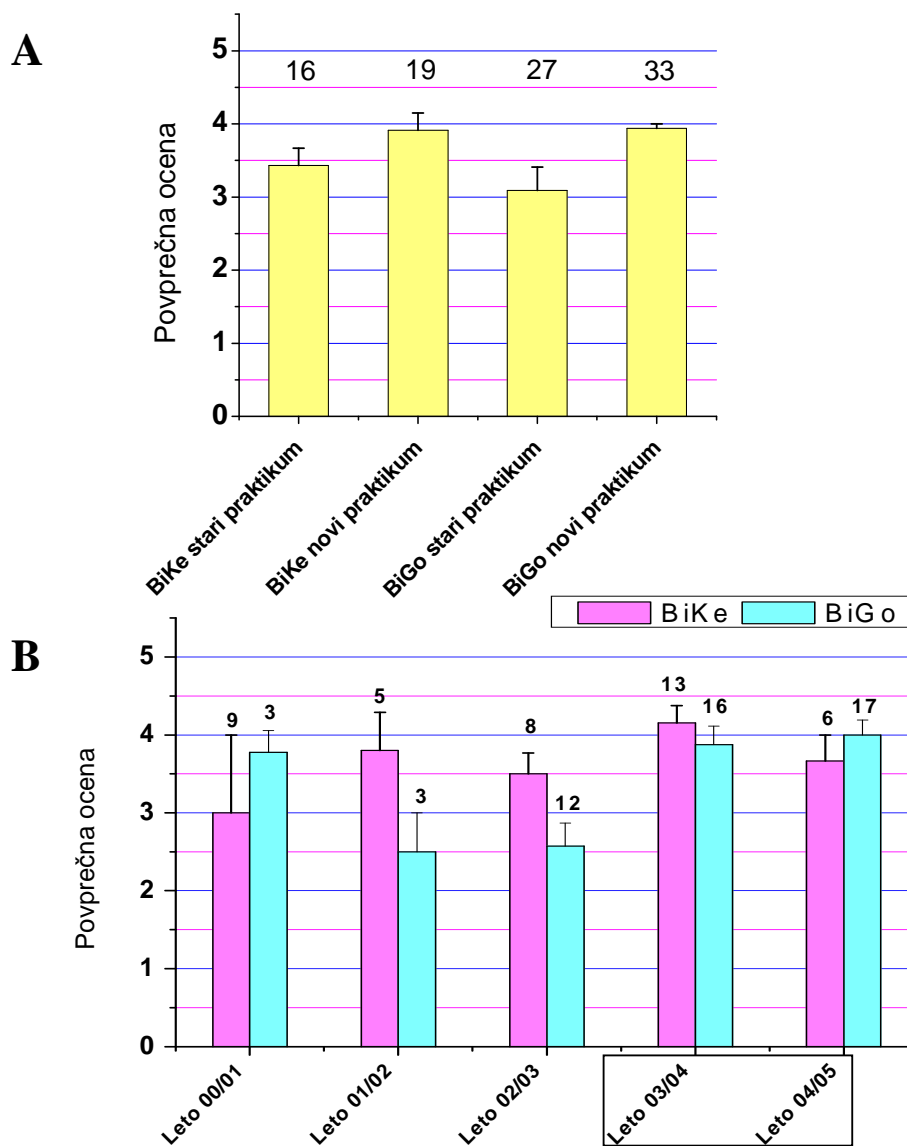 A
Povprečna ocena
5
4
3
2
1
0
16 19 27 33
BiKe stari praktikum
BiKe novi praktikum
BiGo stari praktikum
BiGo novi praktikum
B
BiKe BiGo
Povprečna ocena
5
4
3
2
1
0
9 3 5 3 8 12 13 16 6 17
Leto 00/01
Leto 01/02
Leto 02/03
Leto 03/04
Leto 04/05